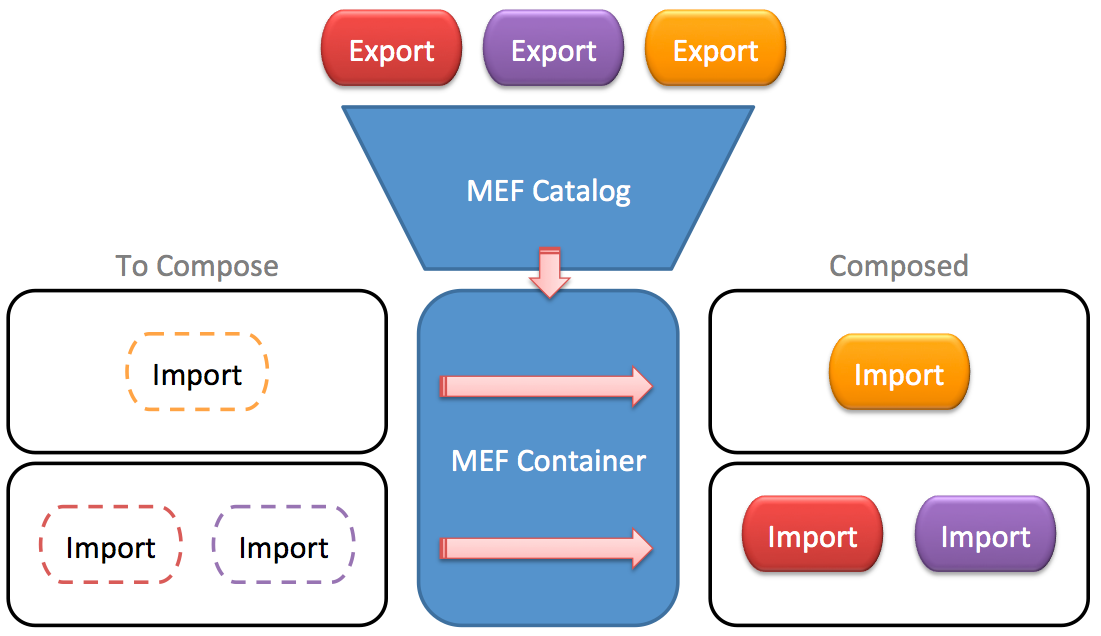 Export
Export
Export
MEF Catalog
To Compose
Composed
Import
Import
MEF Container
Import
Import
Import
Import